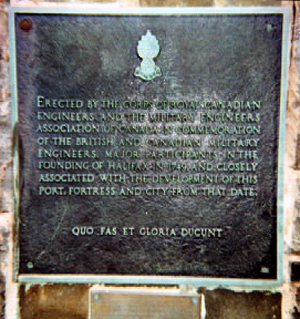 ERECTED BY THE CORPS OF ROYAL CANADIAN
ENGINEERS AND THE MILITARY ENGINEERS
ASSOCIATION OF CANADA IN COMMEMORATION
OF THE BRITISH AND CANADIAN MILITARY
ENGINEERS, MAJOR PARTICIPANTS IN THE
FOUNDING OF HALIFAX IN 1749 AND CLOSELY
ASSOCIATED WITH THE DEVELOPMENT OF THIS
PORT, FORTRESS AND CITY FROM THAT DATE.
QUO FAS ET GLORIA DUCUNT